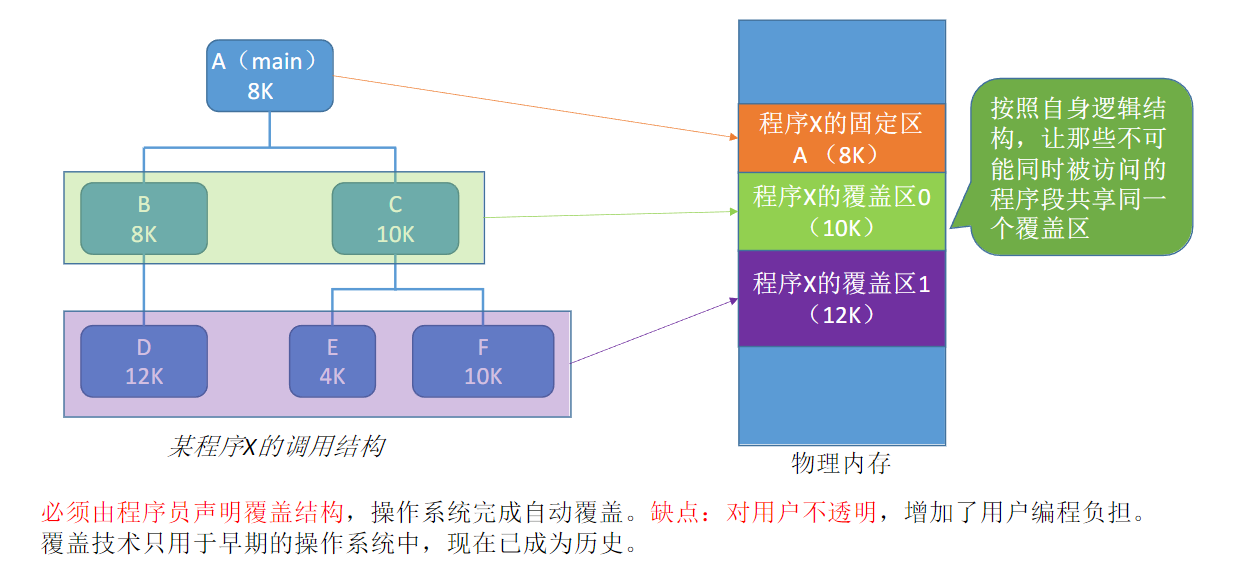 A（main）
8K
B
8K
C
10K
D
12K
E
4K
F
10K
某程序X的调用结构
程序X的固定区
A （8K）
程序X的覆盖区0
（10K）
程序X的覆盖区1
（12K）
物理内存
按照自身逻辑结
构，让那些不可
能同时被访问的
程序段共享同一
个覆盖区
必须由程序员声明覆盖结构，操作系统完成自动覆盖。缺点：对用户不透明，增加了用户编程负担。
覆盖技术只用于早期的操作系统中，现在已成为历史。